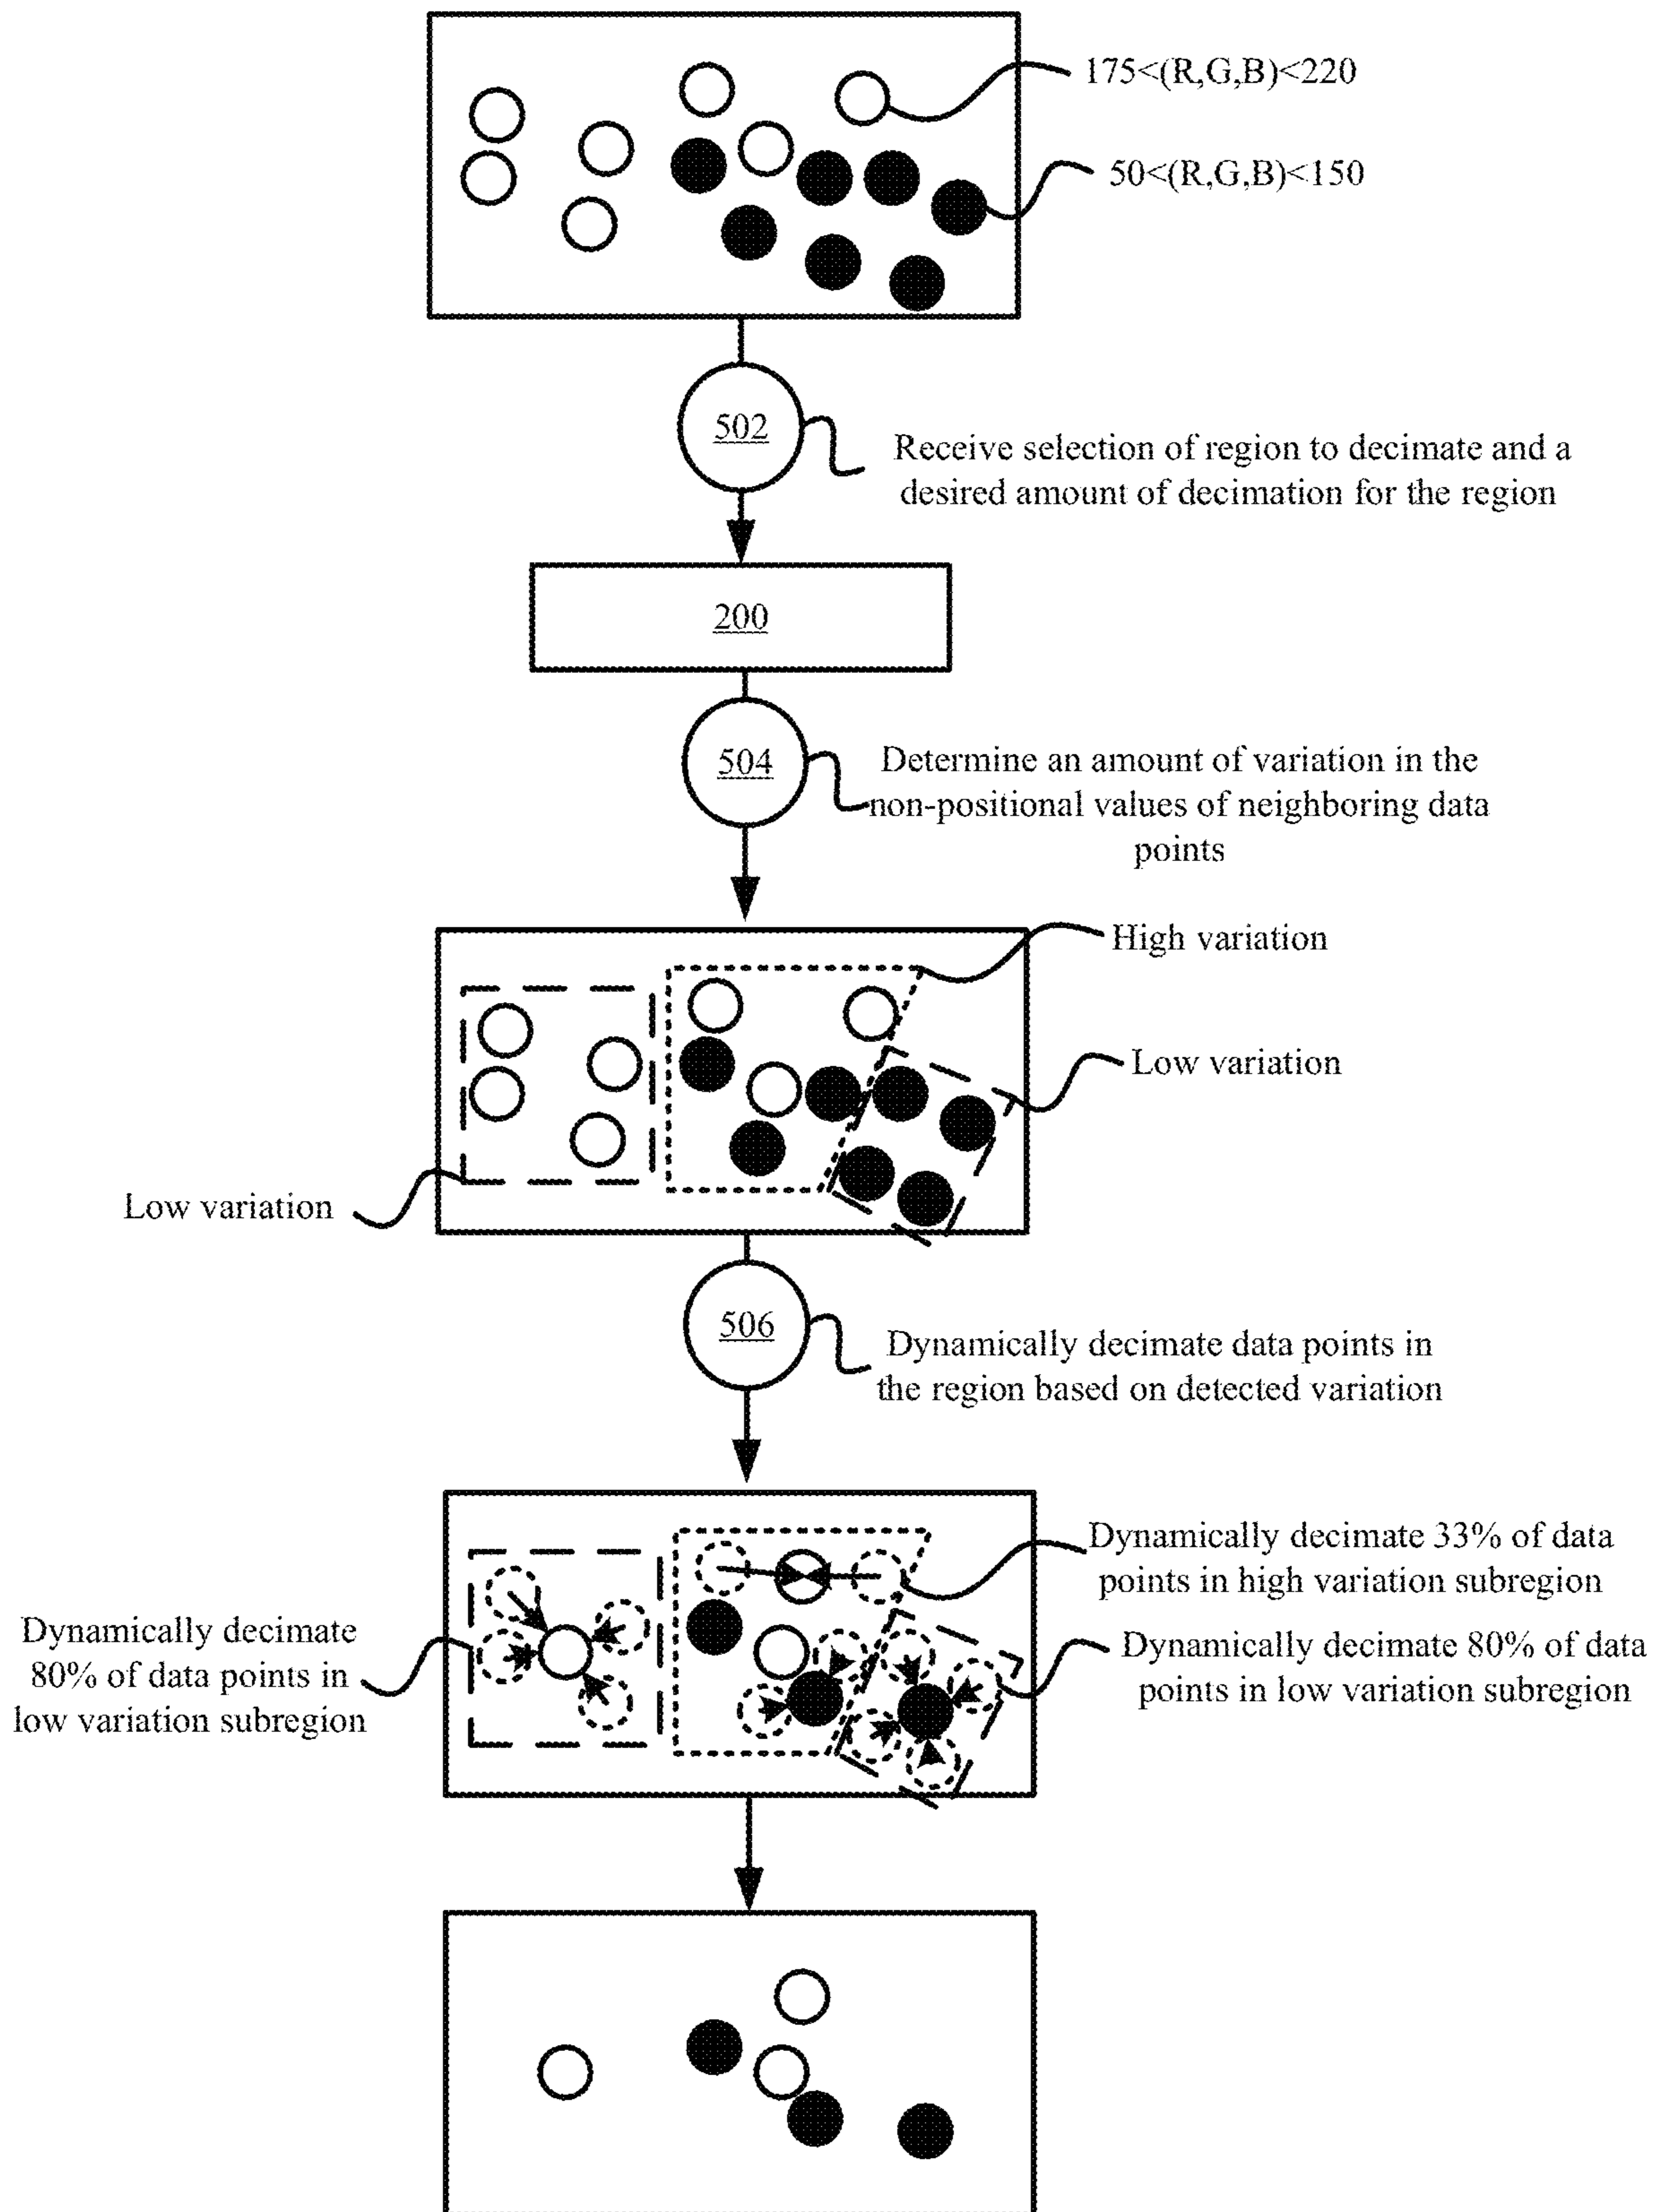 175<(R,G,B)<220
50<(R,G,B)<150
502
Receive selection of region to decimate and a
desired amount of decimation for the region
200
504
Determine an amount of variation in the
non-positional values of neighboring data
points
High variation
Low variation
Low variation
506
Dynamically decimate data points in
the region based on detected variation
Dynamically decimate 33% of data
points in high variation subregion
Dynamically decimate
80% of data points in
low variation subregion
Dynamically decimate 80% of data
points in low variation subregion